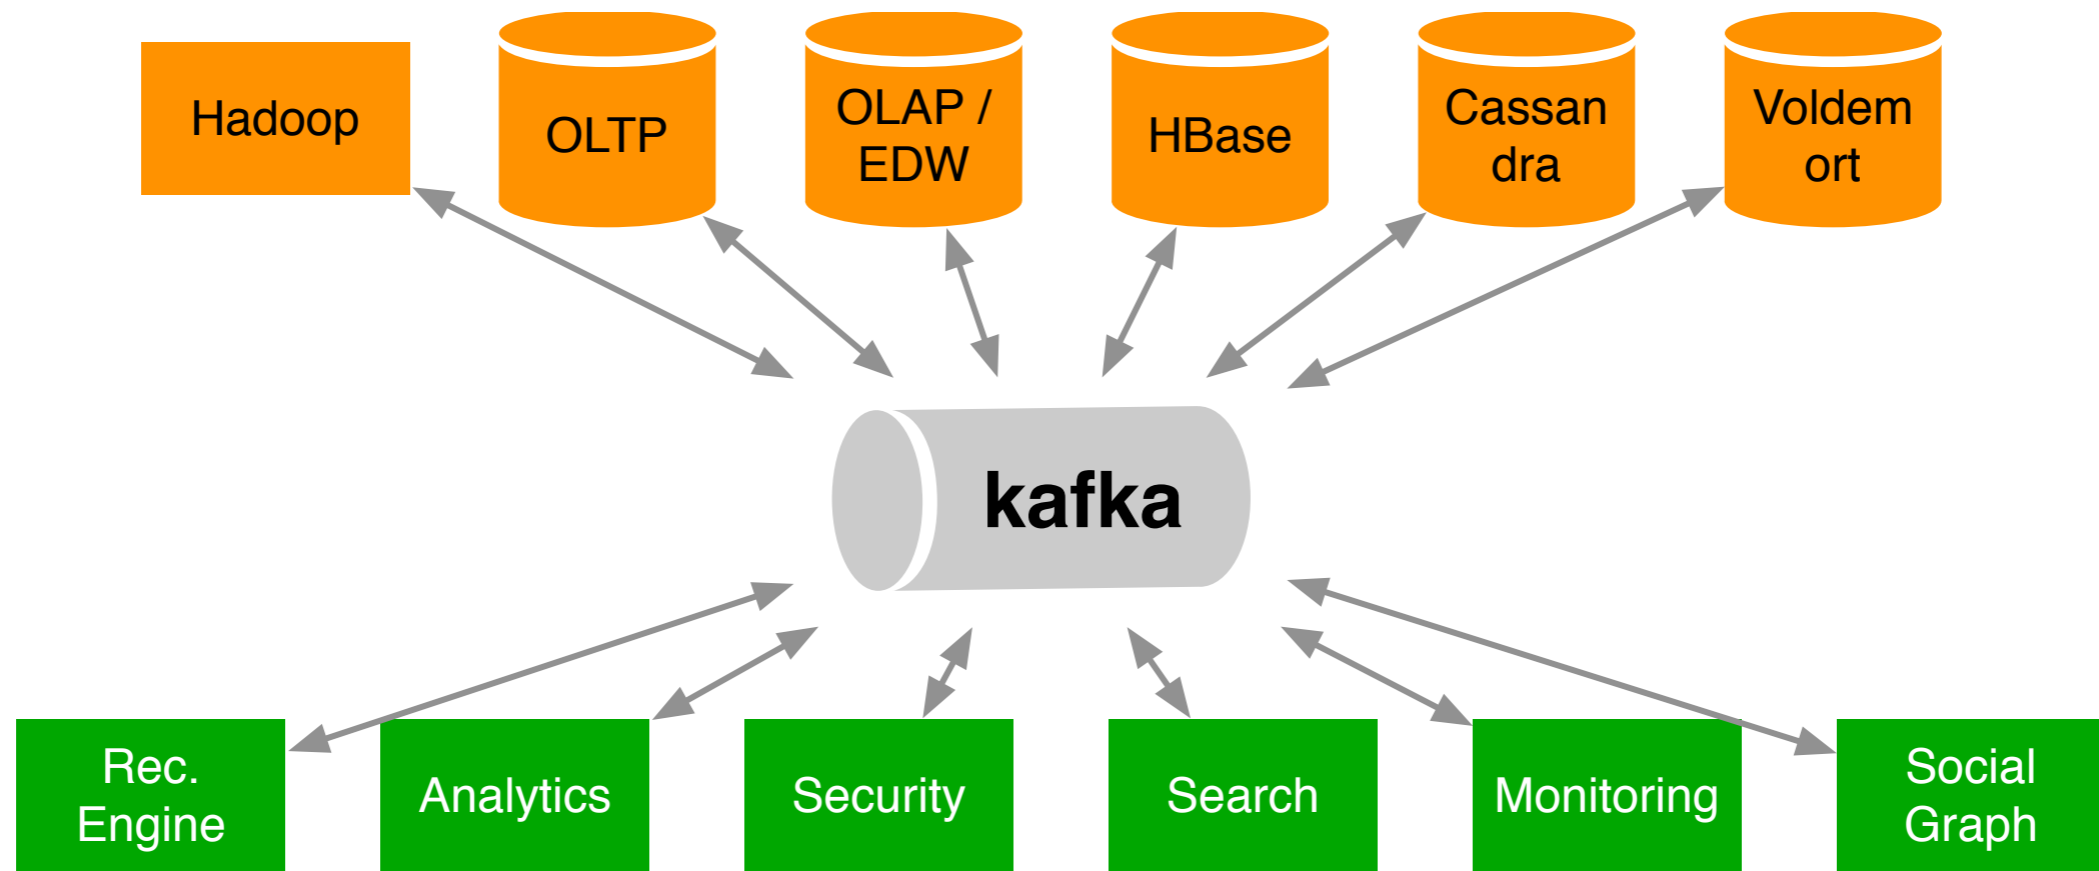 Hadoop
OLTP
OLAP /
EDW
HBase
Cassan
dra
Voldem
ort
kafka
Rec.
Engine
Analytics
Security
Search
Monitoring
Social
Graph